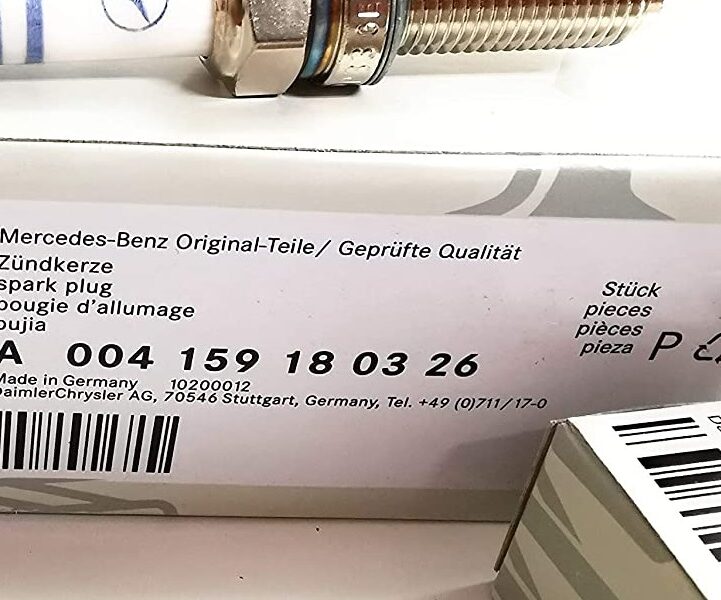 Mercedes-Benz Original-Teile/ Geprüfte Qualität
Zündkerze
spark plug
bougie d'allumage
bujia
A 004 159 18 03 26
Made in Germany 10200012
DaimlerChrysler AG, 70546 Stuttgart, Germany, Tel. +49 (0)711/17-0
Stück
pieces
pièces
pieza
P